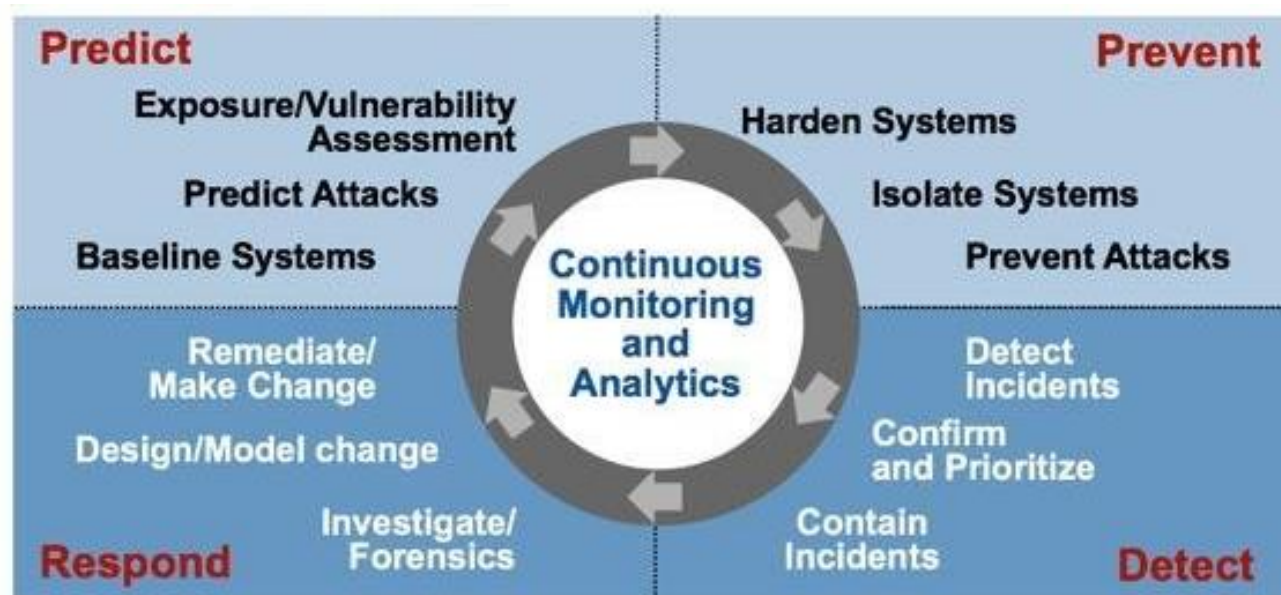 Predict
Exposure/Vulnerability
Assessment
Predict Attacks
Baseline Systems
Prevent
Harden Systems
Isolate Systems
Prevent Attacks
Continuous
Monitoring
and
Analytics
Remediate/
Make Change
Design/Model change
Investigate/
Forensics
Respond
Detect
Incidents
Confirm
and Prioritize
Contain
Incidents
Detect